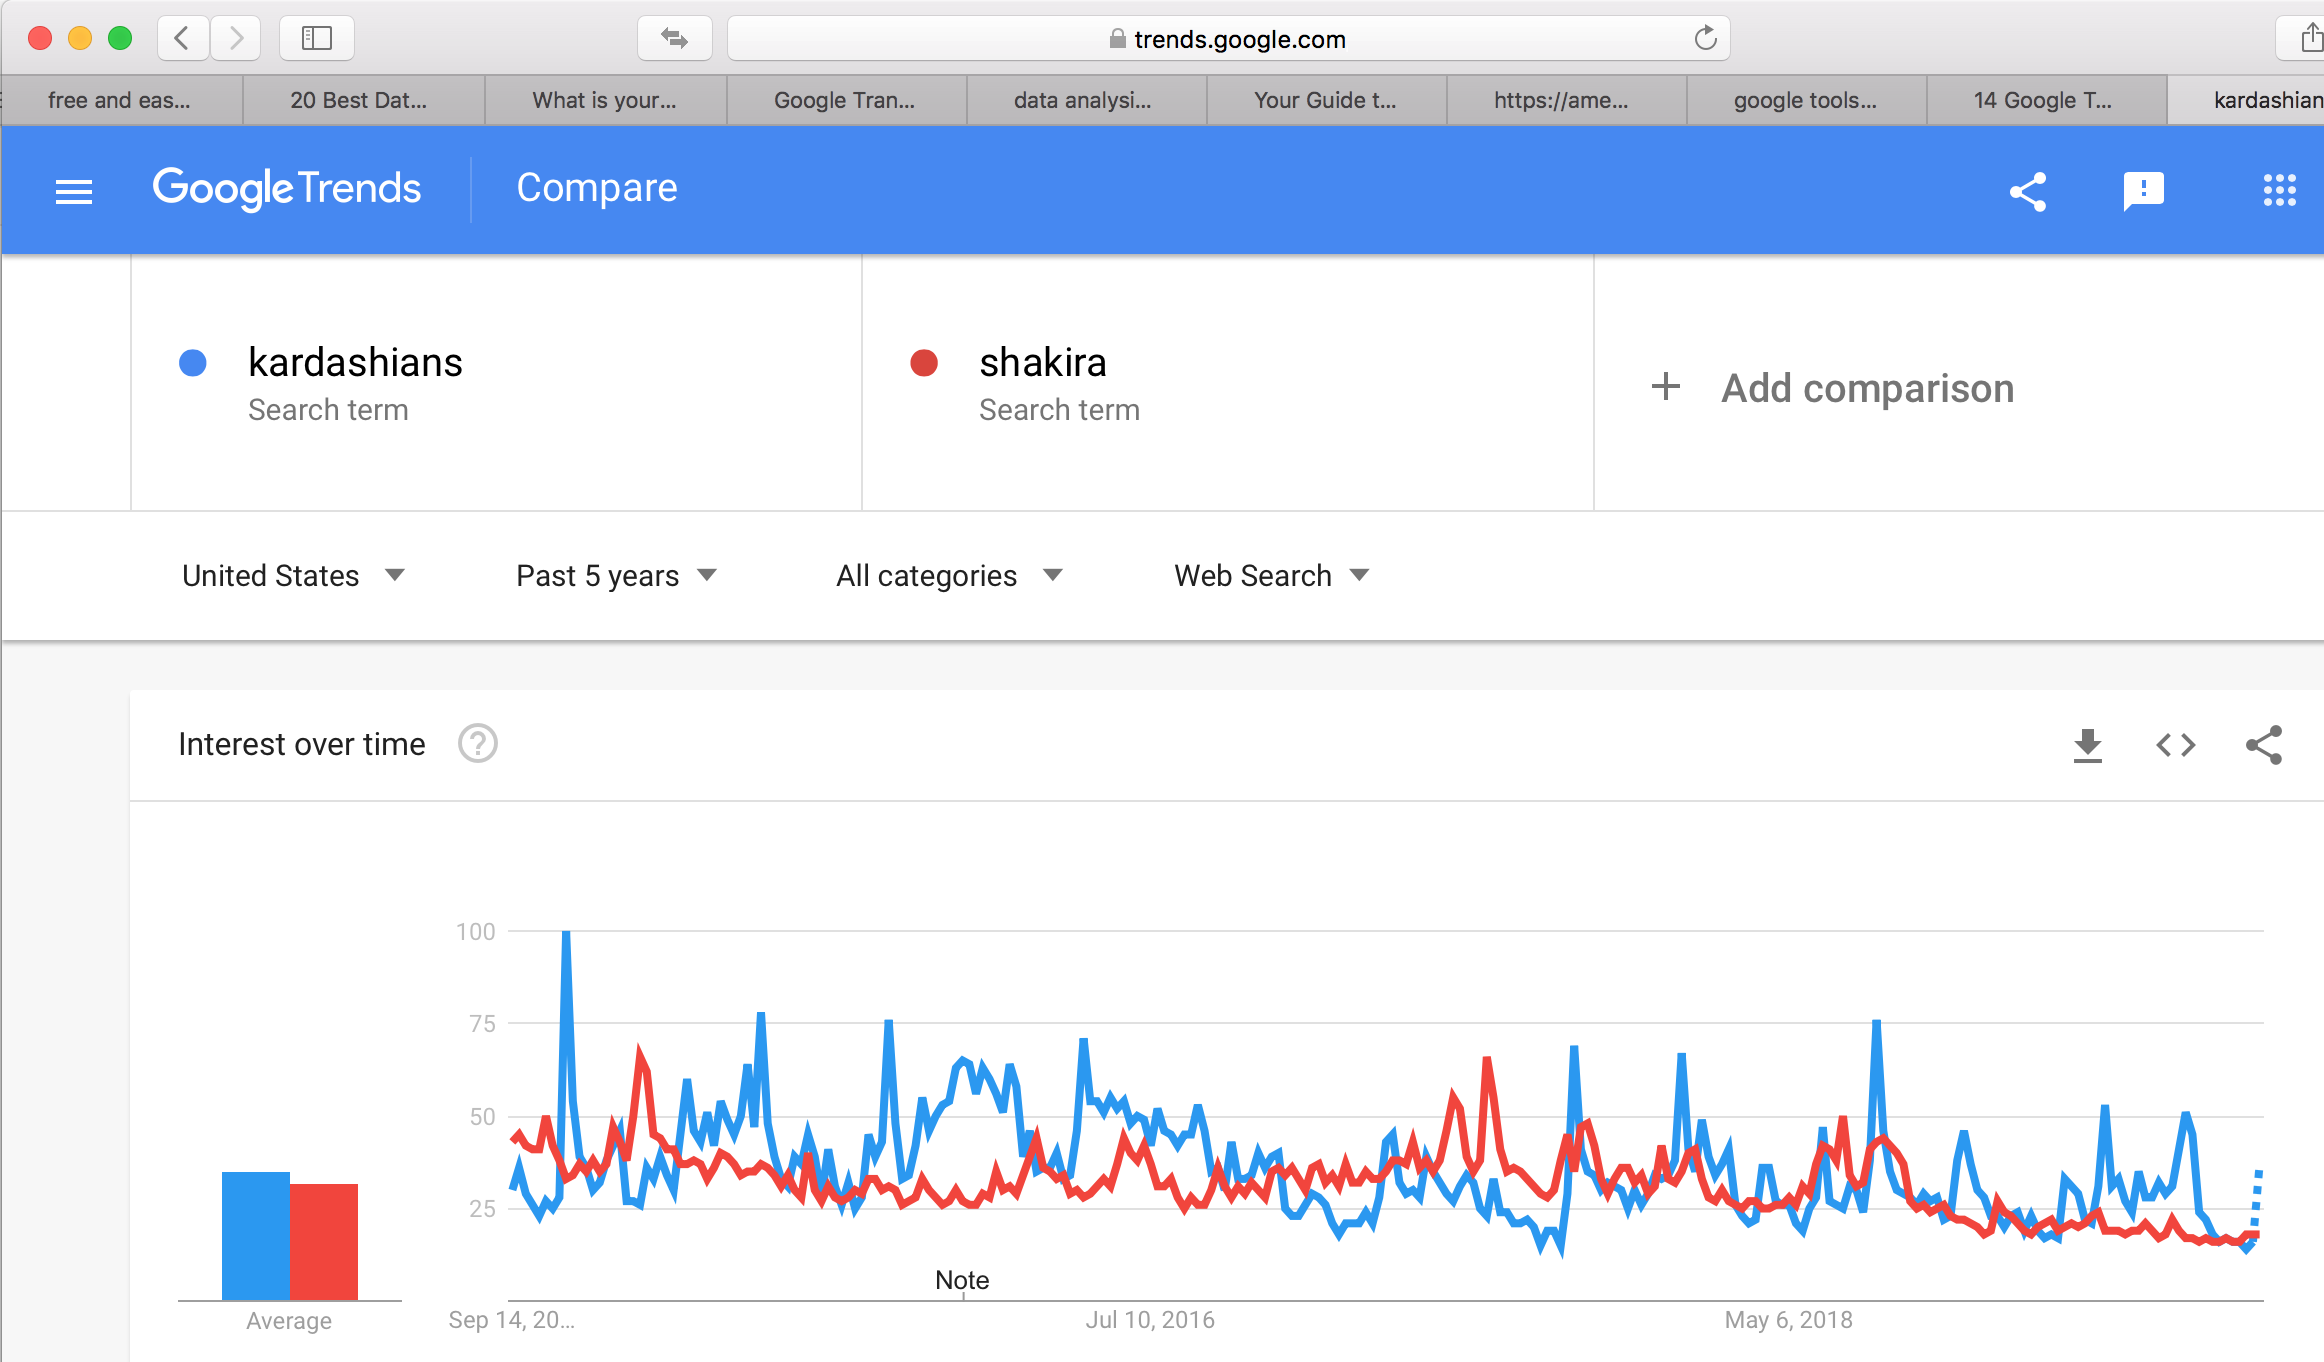 trends.google.com
free and eas...
20 Best Dat...
What is your...
Google Tran...
data analysi...
Your Guide t...
https://ame...
google tools...
14 Google T...
kardashian
Google Trends
Compare
kardashians
Search term
shakira
Search term
+ Add comparison
United States
Past 5 years
All categories
Web Search
Interest over time
?
100
75
50
25
Note
Average
Sep 14, 20...
Jul 10, 2016
May 6, 2018